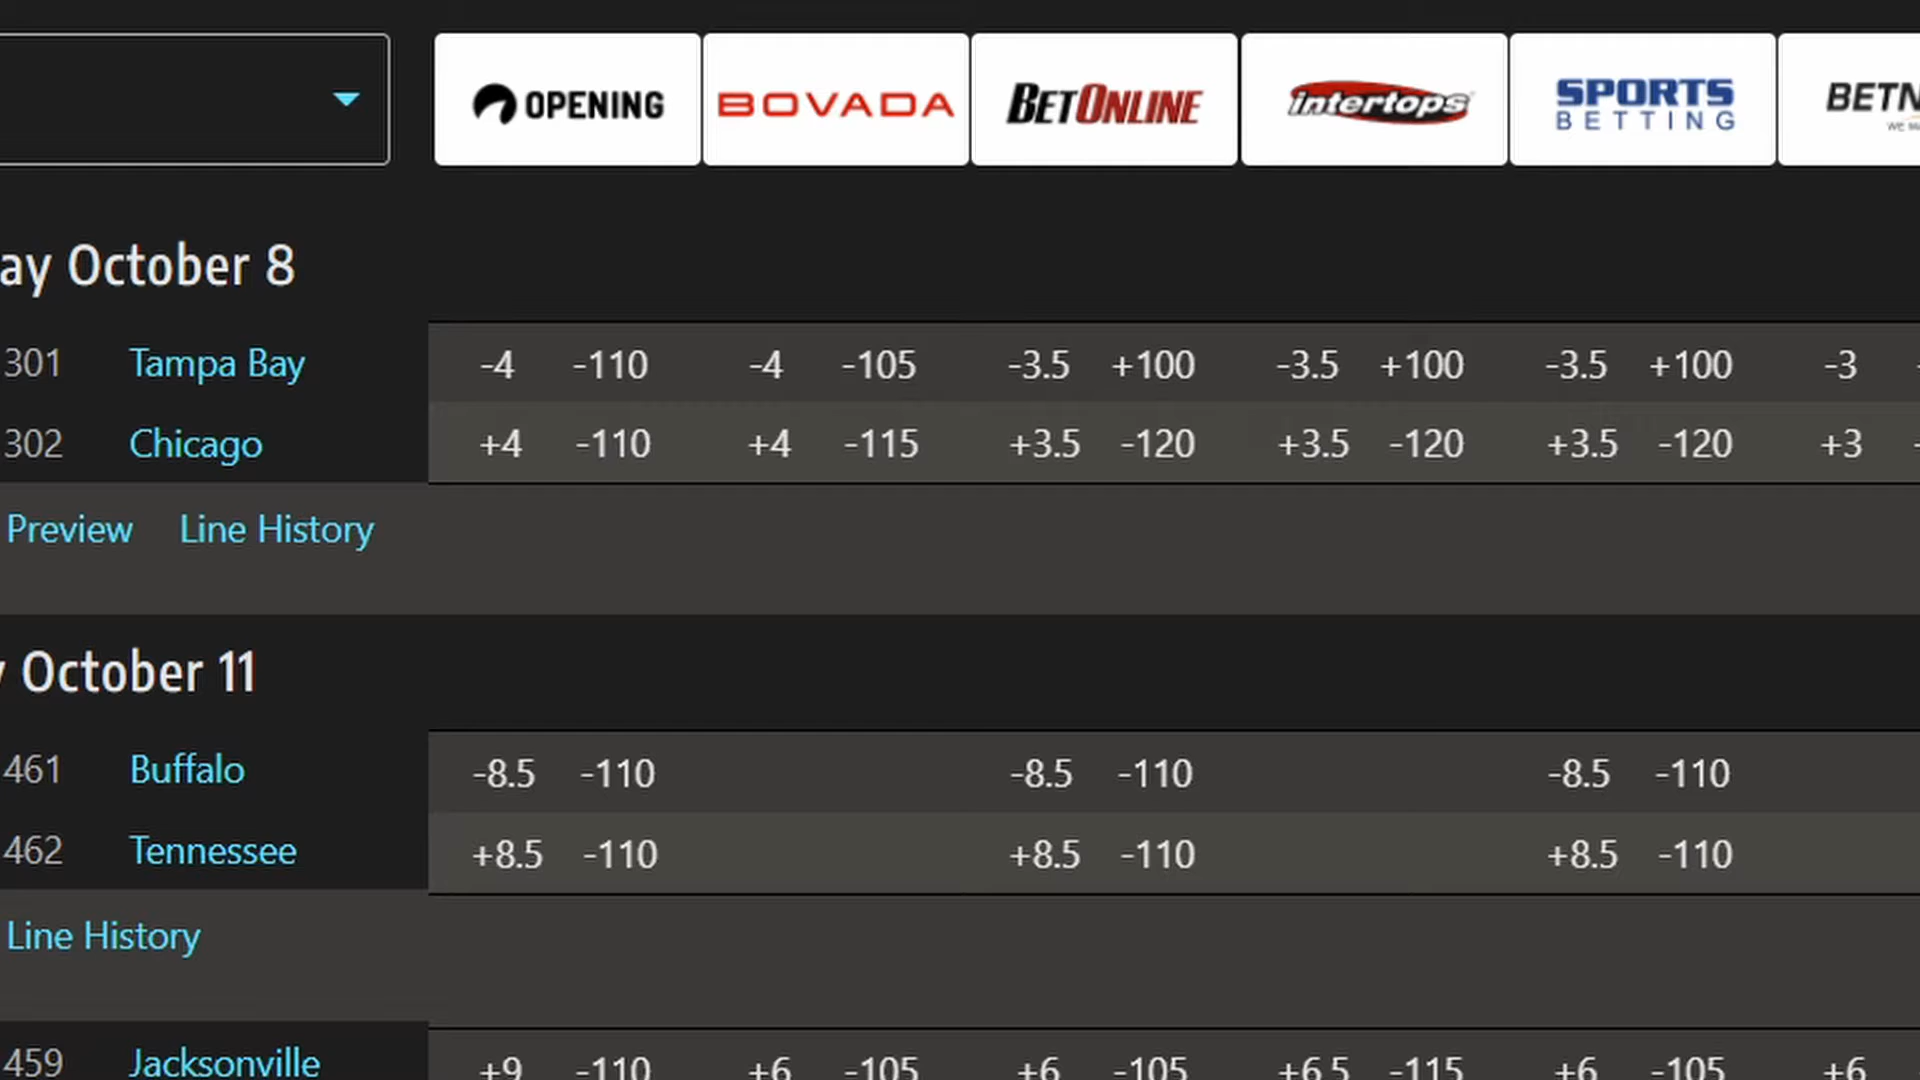 OPENING BOVADA BETONLINE intertops SPORTS BETTING
ay October 8
301 Tampa Bay -4 -110 -4 -105 -3.5 +100 -3.5 +100 -3.5 +100 -3
302 Chicago +4 -110 +4 -115 +3.5 -120 +3.5 -120 +3.5 -120 +3
Preview Line History
October 11
461 Buffalo -8.5 -110 -8.5 -110 -8.5 -110
462 Tennessee +8.5 -110 +8.5 -110 +8.5 -110
Line History
459 Jacksonville +9 -110 +6 -105 +6 -105 +6.5 -115 +6 -105 +6